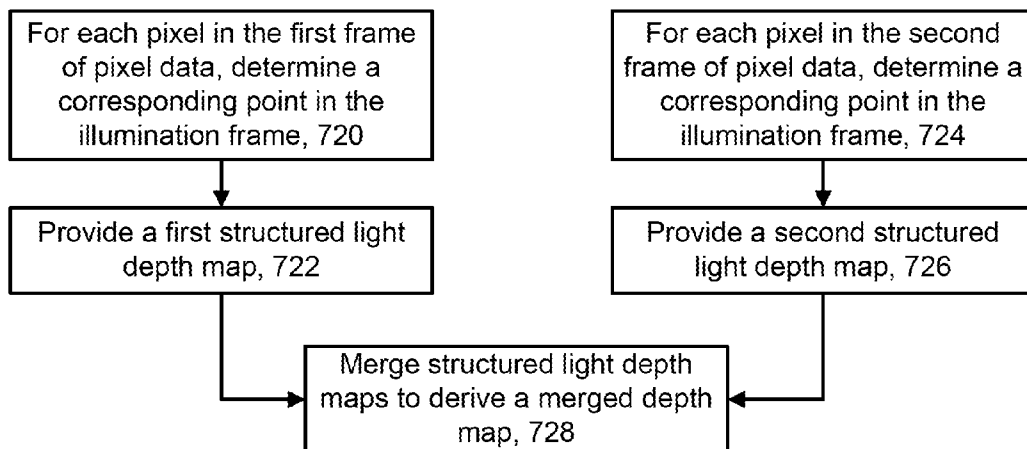 For each pixel in the first frame
of pixel data, determine a
corresponding point in the
illumination frame, 720
For each pixel in the second
frame of pixel data, determine a
corresponding point in the
illumination frame, 724
Provide a first structured light
depth map, 722
Provide a second structured
light depth map, 726
Merge structured light depth
maps to derive a merged depth
map, 728